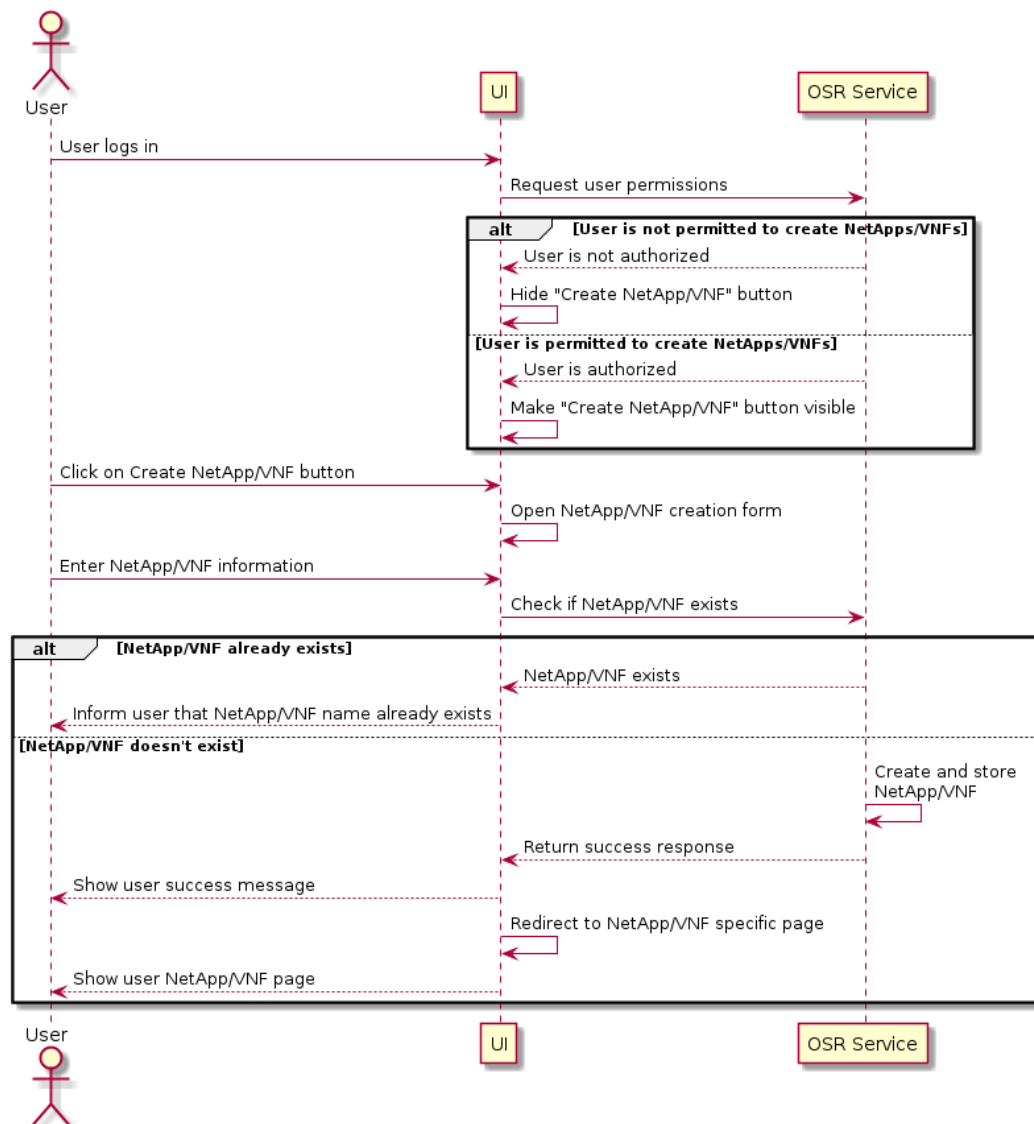 User
UI
OSR Service
User logs in
Request user permissions
alt
[User is not permitted to create NetApps/VNFs]
User is not authorized
Hide "Create NetApp/VNF" button
[User is permitted to create NetApps/VNFs]
User is authorized
Make "Create NetApp/VNF" button visible
Click on Create NetApp/VNF button
Open NetApp/VNF creation form
Enter NetApp/VNF information
Check if NetApp/VNF exists
alt
[NetApp/VNF already exists]
NetApp/VNF exists
Inform user that NetApp/VNF name already exists
[NetApp/VNF doesn't exist]
Create and store
NetApp/VNF
Return success response
Show user success message
Redirect to NetApp/VNF specific page
Show user NetApp/VNF page
User
UI
OSR Service